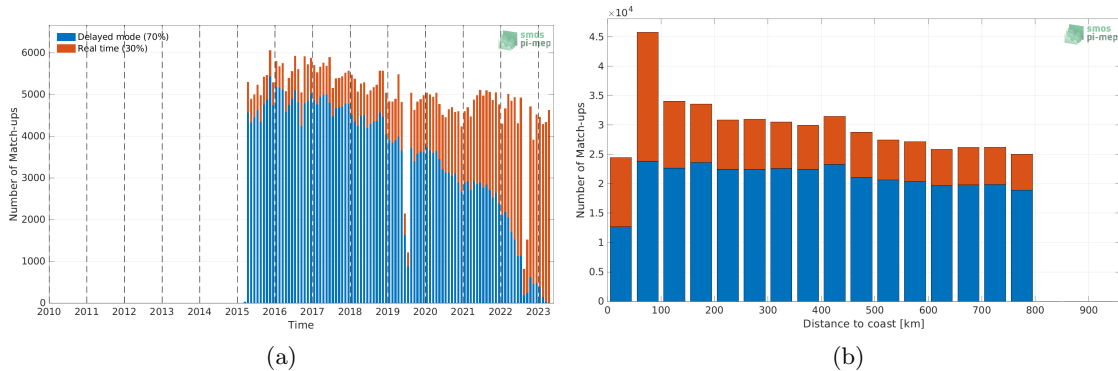 Delayed mode (70%)
Real time (30%)
smos
pi-mep
Number of Match-ups
6000
5000
4000
3000
2000
1000
0
2010 2011 2012 2013 2014 2015 2016 2017 2018 2019 2020 2021 2022 2023
Time
(a)
×10⁴
smos
pi-mep
Number of Match-ups
4.5
4
3.5
3
2.5
2
1.5
1
0.5
0
0 100 200 300 400 500 600 700 800 900
Distance to coast [km]
(b)